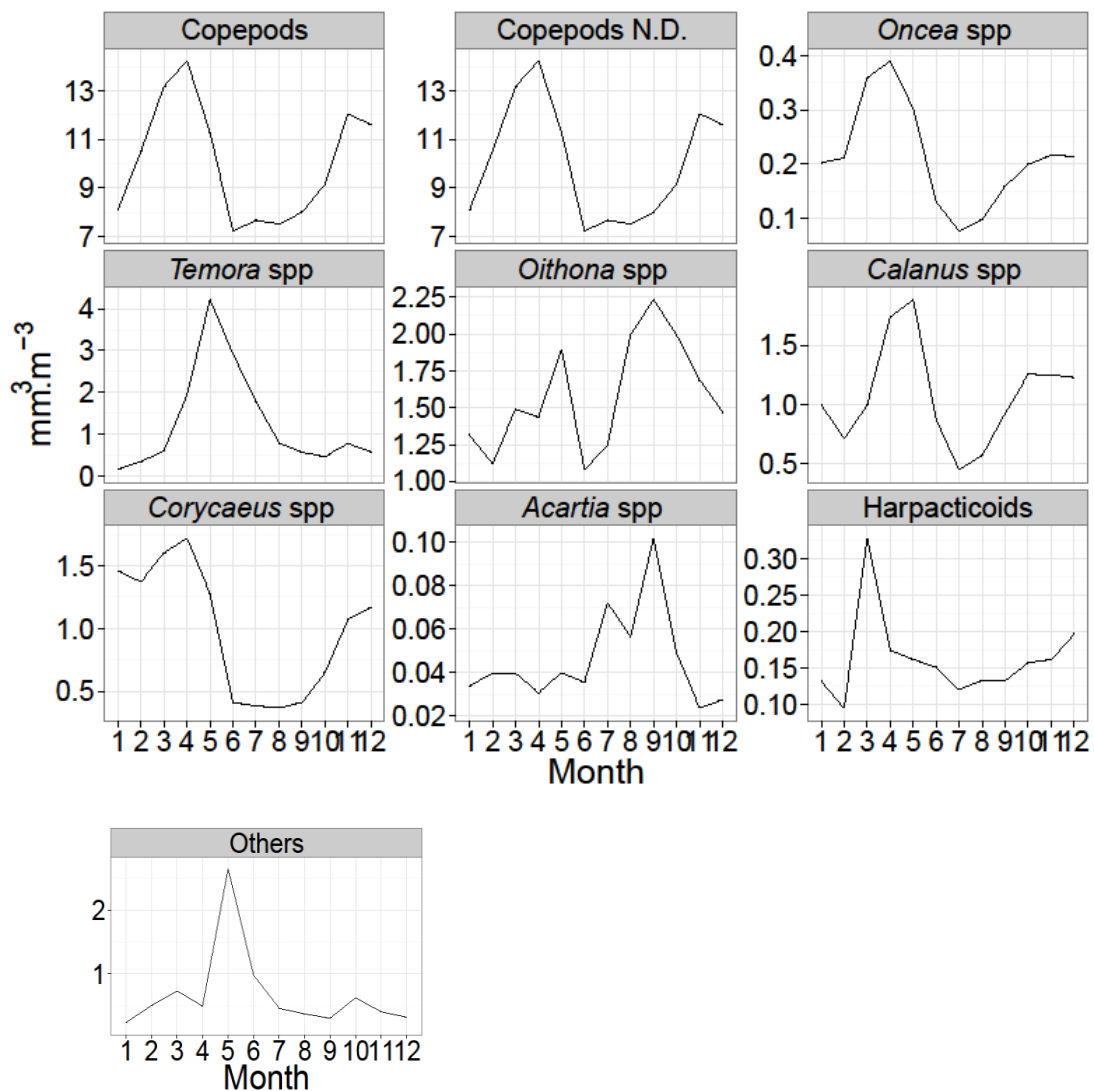 Copepods
Copepods N.D.
Oncea spp
13
11
9
7
13
11
9
7
0.4
0.3
0.2
0.1
Temora spp
Oithona spp
Calanus spp
4
3
2
1
0
2.25
2.00
1.75
1.50
1.25
1.00
1.5
1.0
0.5
mm³.m⁻³
Corycaeus spp
Acartia spp
Harpacticoids
1.5
1.0
0.5
0.10
0.08
0.06
0.04
0.02
0.30
0.25
0.20
0.15
0.10
1 2 3 4 5 6 7 8 9 10 11 12
1 2 3 4 5 6 7 8 9 10 11 12
1 2 3 4 5 6 7 8 9 10 11 12
Month
Others
2
1
1 2 3 4 5 6 7 8 9 10 11 12
Month